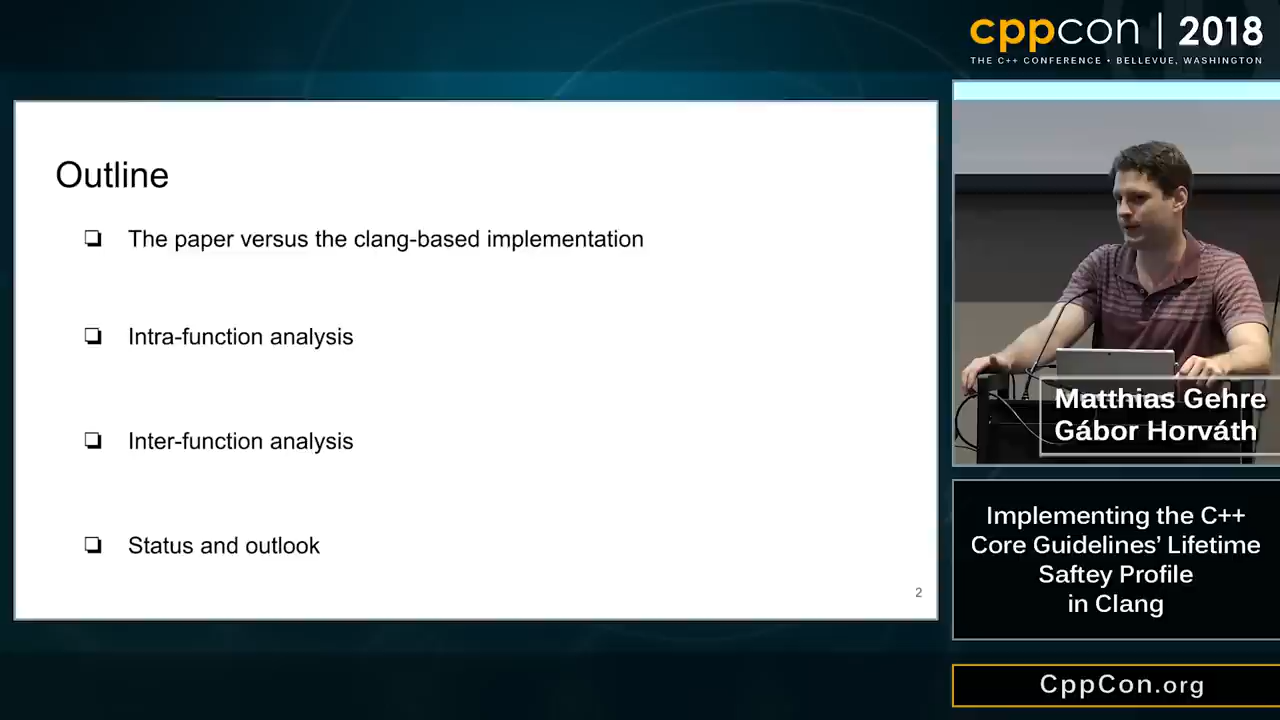 cppcon | 2018
THE C++ CONFERENCE • BELLEVUE, WASHINGTON
Outline
❏ The paper versus the clang-based implementation
❏ Intra-function analysis
❏ Inter-function analysis
❏ Status and outlook
2
Matthias Gehre
Gábor Horváth
Implementing the C++
Core Guidelines' Lifetime
Saftey Profile
in Clang
CppCon.org